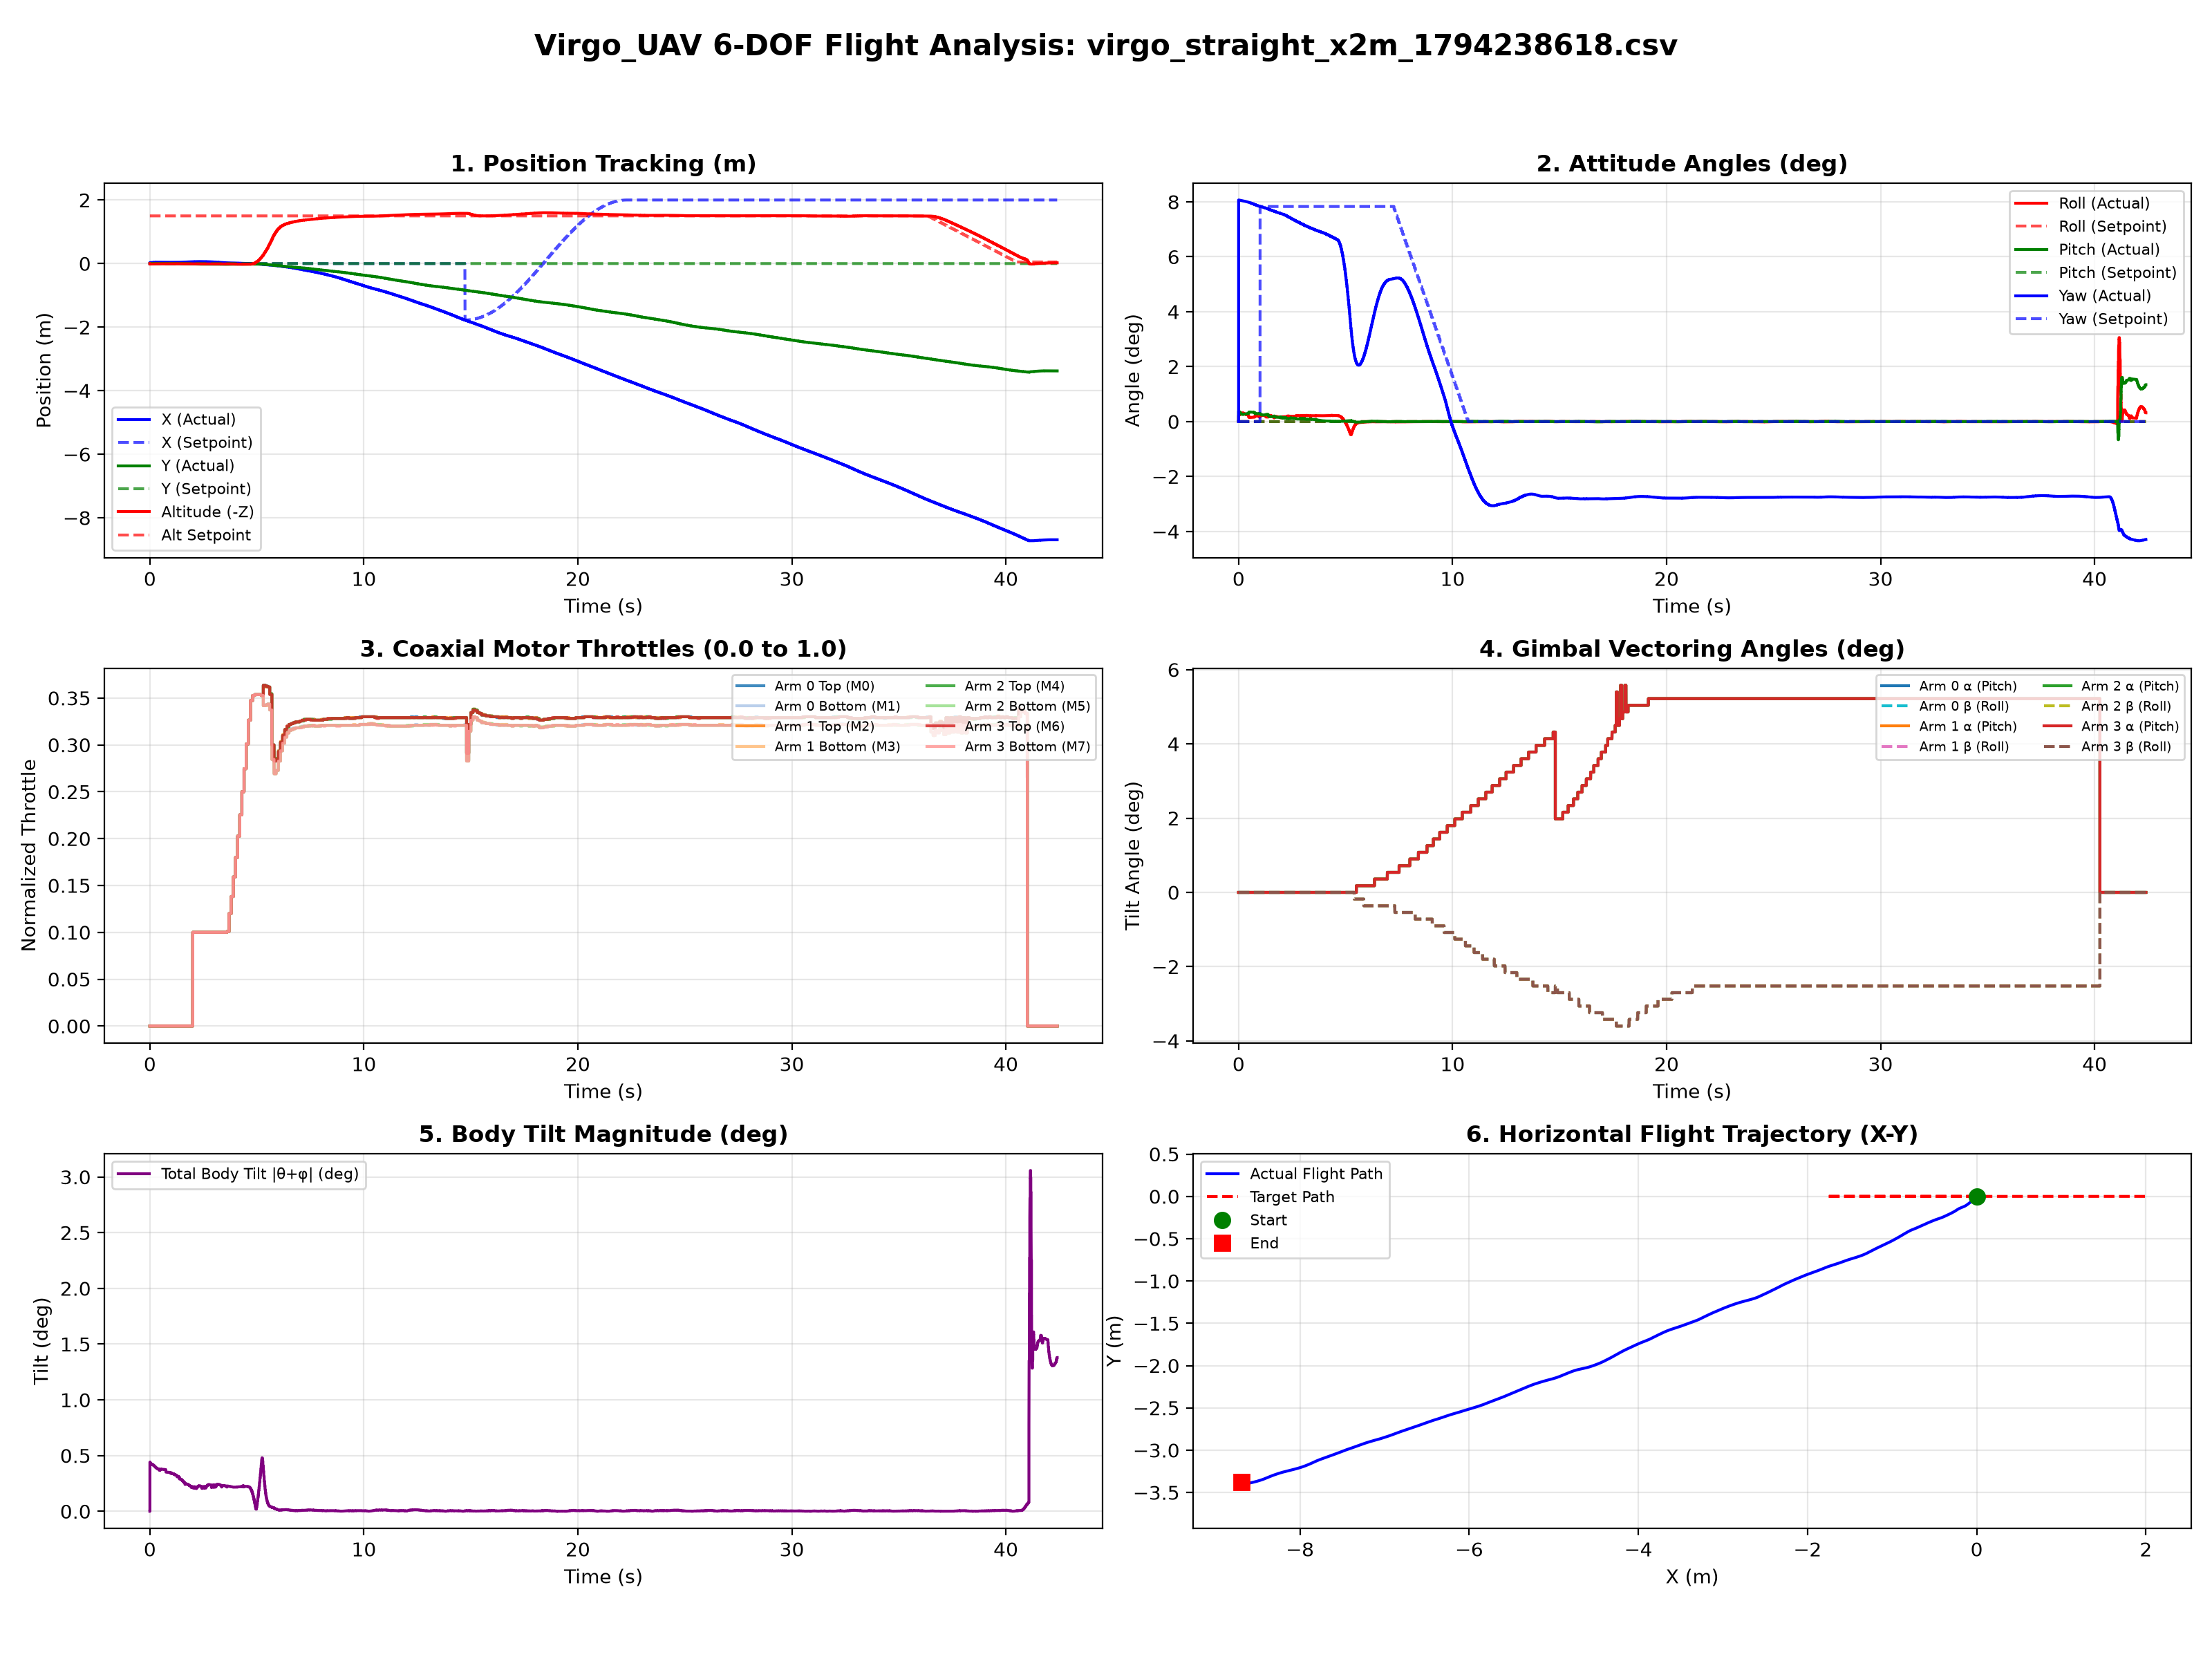 Virgo_UAV 6-DOF Flight Analysis: virgo_straight_x2m_1794238618.csv
1. Position Tracking (m)
2
0
−2
−4
−6
−8
Position (m)
X (Actual)
X (Setpoint)
Y (Actual)
Y (Setpoint)
Altitude (-Z)
Alt Setpoint
0 10 20 30 40
Time (s)
2. Attitude Angles (deg)
8
6
4
2
0
−2
−4
Angle (deg)
Roll (Actual)
Roll (Setpoint)
Pitch (Actual)
Pitch (Setpoint)
Yaw (Actual)
Yaw (Setpoint)
0 10 20 30 40
Time (s)
3. Coaxial Motor Throttles (0.0 to 1.0)
0.35
0.30
0.25
0.20
0.15
0.10
0.05
0.00
Normalized Throttle
Arm 0 Top (M0) Arm 2 Top (M4)
Arm 0 Bottom (M1) Arm 2 Bottom (M5)
Arm 1 Top (M2) Arm 3 Top (M6)
Arm 1 Bottom (M3) Arm 3 Bottom (M7)
0 10 20 30 40
Time (s)
4. Gimbal Vectoring Angles (deg)
6
4
2
0
−2
−4
Tilt Angle (deg)
Arm 0 α (Pitch) Arm 2 α (Pitch)
Arm 0 β (Roll) Arm 2 β (Roll)
Arm 1 α (Pitch) Arm 3 α (Pitch)
Arm 1 β (Roll) Arm 3 β (Roll)
0 10 20 30 40
Time (s)
5. Body Tilt Magnitude (deg)
3.0
2.5
2.0
1.5
1.0
0.5
0.0
Tilt (deg)
Total Body Tilt |θ+φ| (deg)
0 10 20 30 40
Time (s)
6. Horizontal Flight Trajectory (X-Y)
0.5
0.0
−0.5
−1.0
−1.5
−2.0
−2.5
−3.0
−3.5
Y (m)
Actual Flight Path
Target Path
Start
End
−8 −6 −4 −2 0 2
X (m)